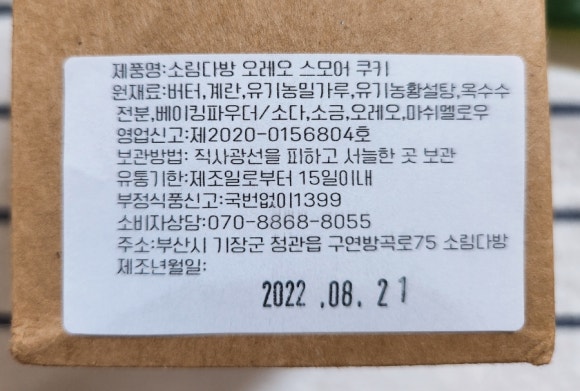 제품명:소림다방 오레오 스모어 쿠키
원재료:버터,계란,유기농밀가루,유기농황설탕,옥수수
전분,베이킹파우더/소다,소금,오레오,마쉬멜로우
영업신고:제2020-0156804호
보관방법: 직사광선을 피하고 서늘한 곳 보관
유통기한:제조일로부터 15일이내
부정식품신고:국번없이1399
소비자상담:070-8868-8055
주소:부산시 기장군 정관읍 구연방곡로75 소림다방
제조년월일:
2022.08.21